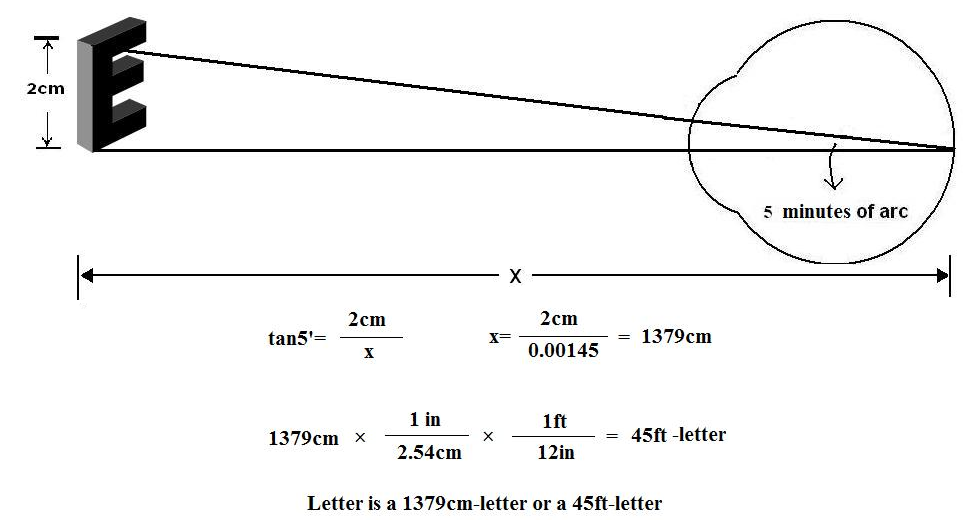 2cm
5 minutes of arc
X
tan5'= 2cm / x
x= 2cm / 0.00145 = 1379cm
1379cm × 1 in / 2.54cm × 1ft / 12in = 45ft -letter
Letter is a 1379cm-letter or a 45ft-letter